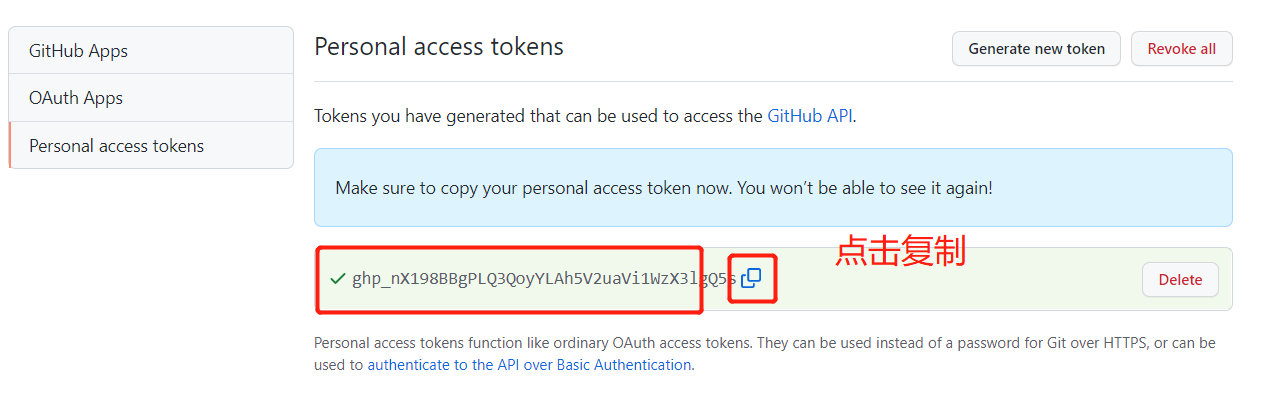 GitHub Apps
OAuth Apps
Personal access tokens
Personal access tokens
Generate new token
Revoke all
Tokens you have generated that can be used to access the GitHub API.
Make sure to copy your personal access token now. You won’t be able to see it again!
点击复制
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
Delete
Personal access tokens function like ordinary OAuth access tokens. They can be used instead of a password for Git over HTTPS, or can be
used to authenticate to the API over Basic Authentication.